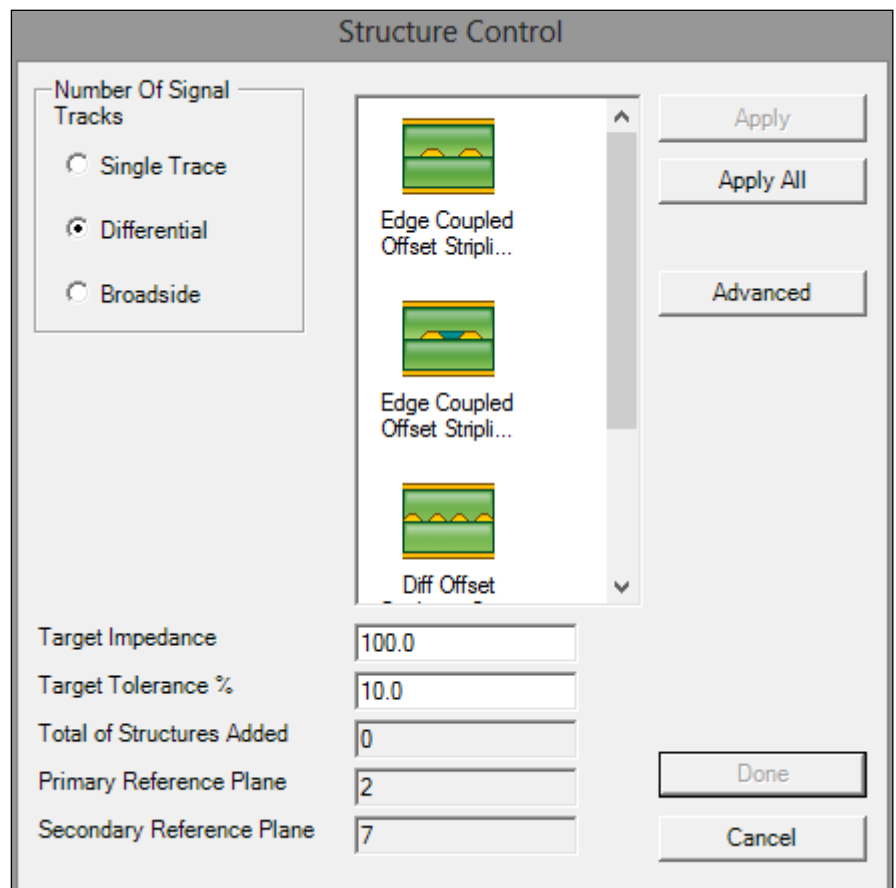 Structure Control
Number Of Signal
Tracks
Single Trace
Differential
Broadside
Edge Coupled
Offset Stripli...
Edge Coupled
Offset Stripli...
Diff Offset
Apply
Apply All
Advanced
Target Impedance
100.0
Target Tolerance %
10.0
Total of Structures Added
0
Primary Reference Plane
2
Secondary Reference Plane
7
Done
Cancel